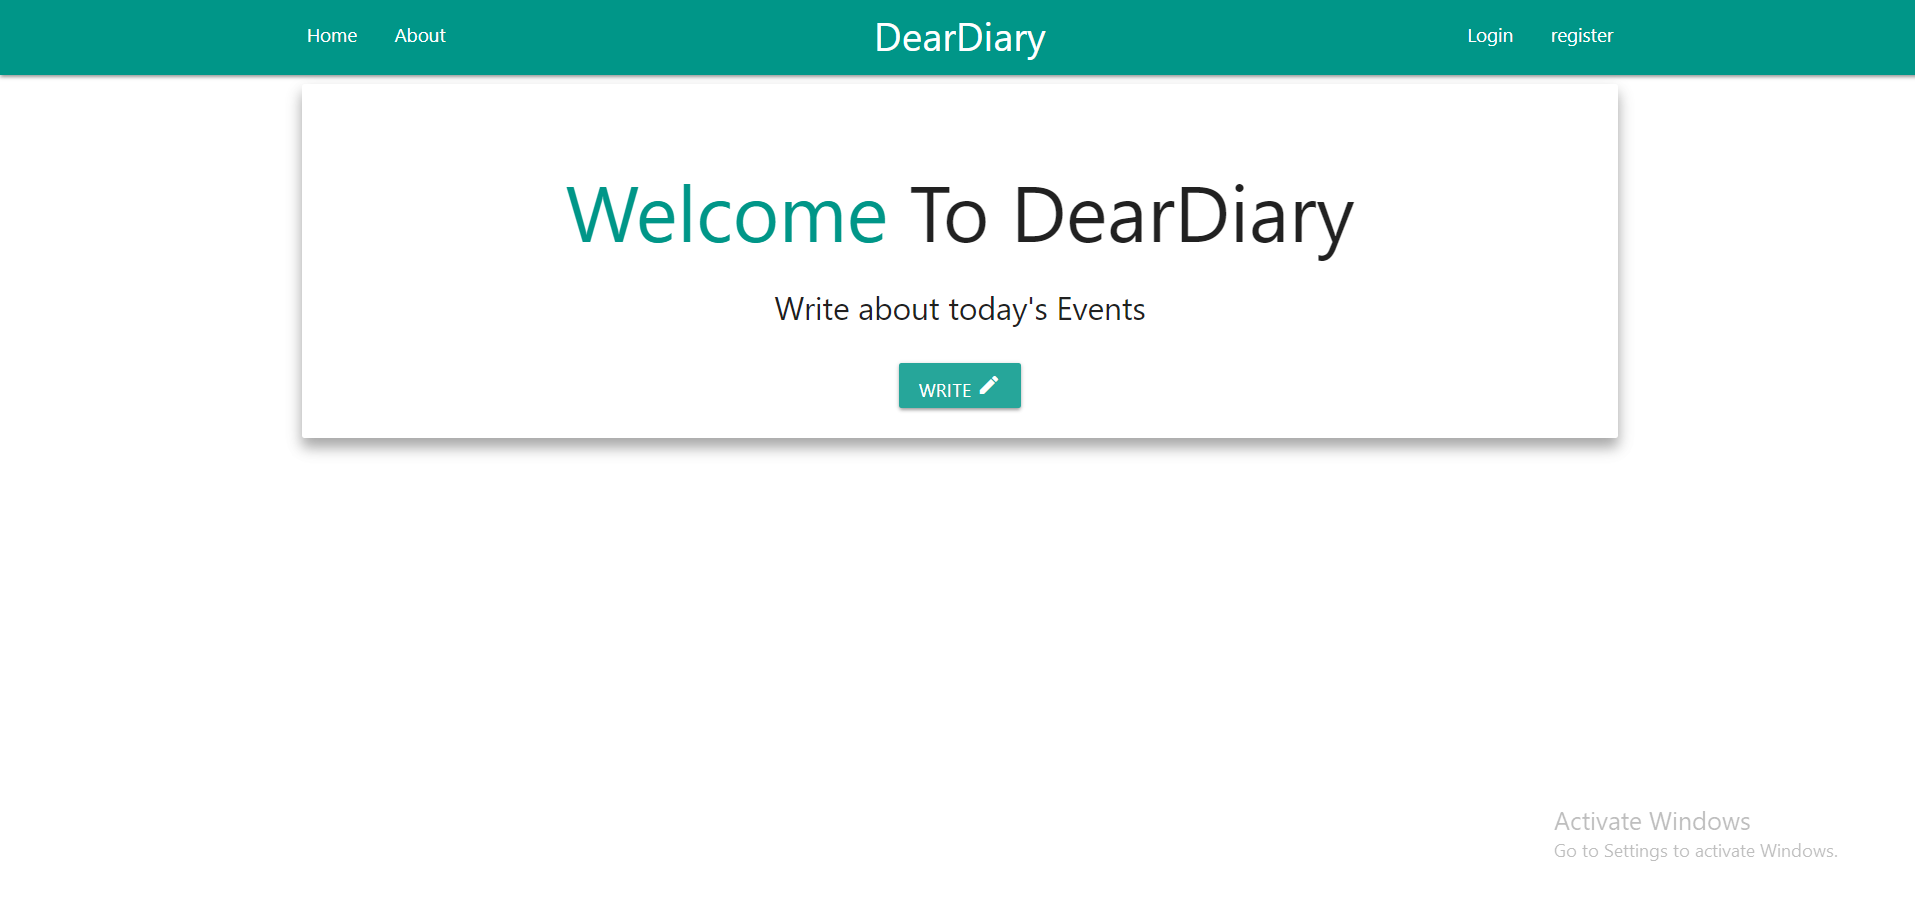 Home About DearDiary Login register
Welcome To DearDiary
Write about today's Events
WRITE
Activate Windows
Go to Settings to activate Windows.